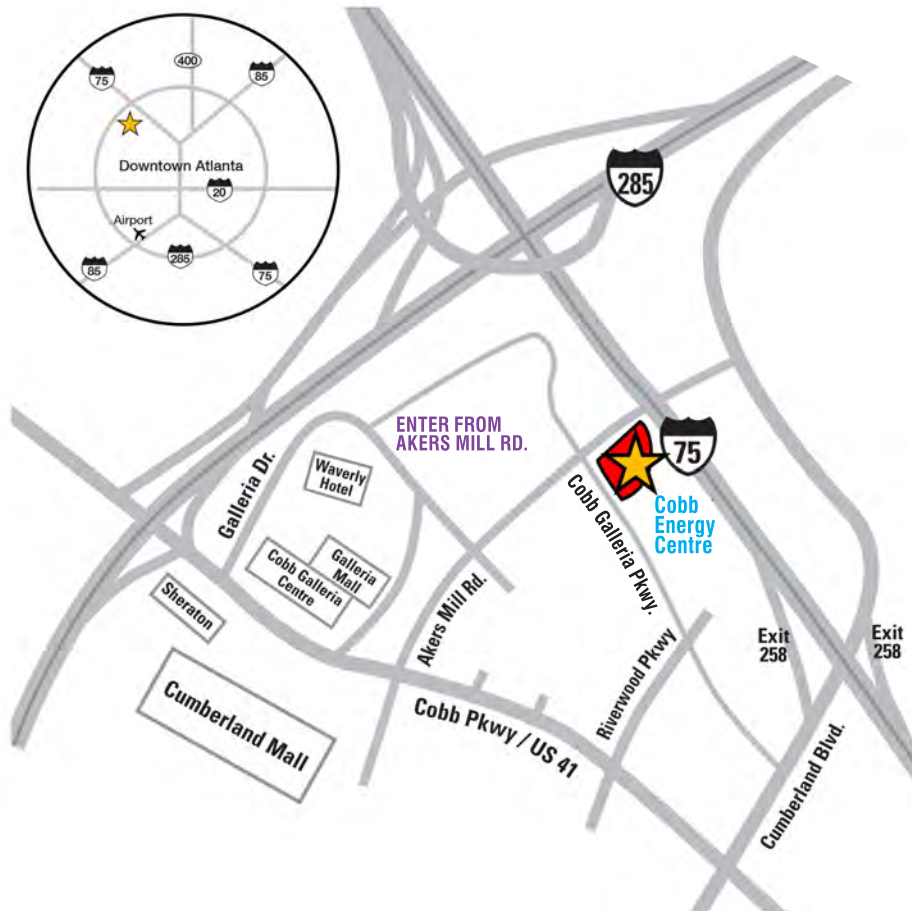 400
75
85
Downtown Atlanta
20
Airport
85
285
75
285
ENTER FROM
AKERS MILL RD.
75
Waverly
Hotel
Galleria Dr.
Cobb
Energy
Centre
Cobb Galleria Pkwy.
Galleria
Mall
Cobb Galleria
Centre
Sheraton
Akers Mill Rd.
Exit
258
Exit
258
Riverwood Pkwy
Cumberland Mall
Cobb Pkwy / US 41
Cumberland Blvd.